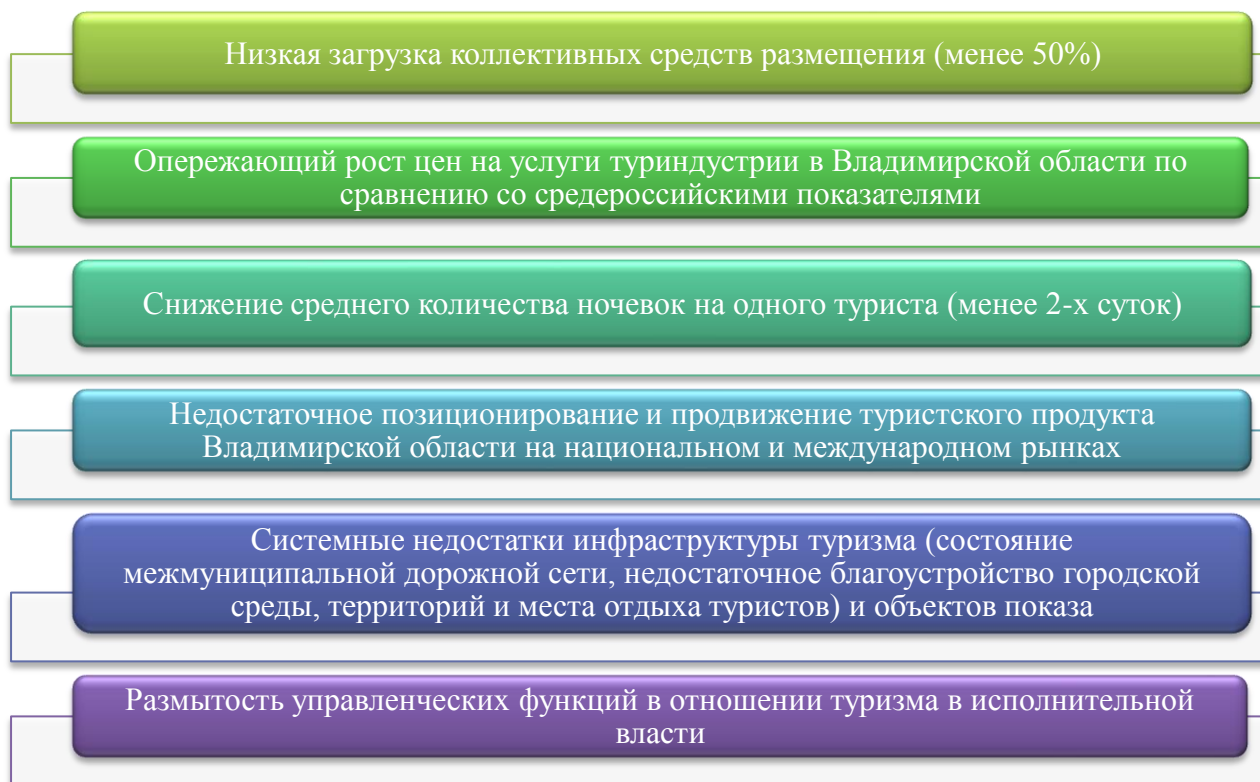 Низкая загрузка коллективных средств размещения (менее 50%)
Опережающий рост цен на услуги туриндустрии в Владимирской области по
сравнению со средероссийскими показателями
Снижение среднего количества ночевок на одного туриста (менее 2-х суток)
Недостаточное позиционирование и продвижение туристского продукта
Владимирской области на национальном и международном рынках
Системные недостатки инфраструктуры туризма (состояние
межмуниципальной дорожной сети, недостаточное благоустройство городской
среды, территорий и места отдыха туристов) и объектов показа
Размытость управленческих функций в отношении туризма в исполнительной
власти